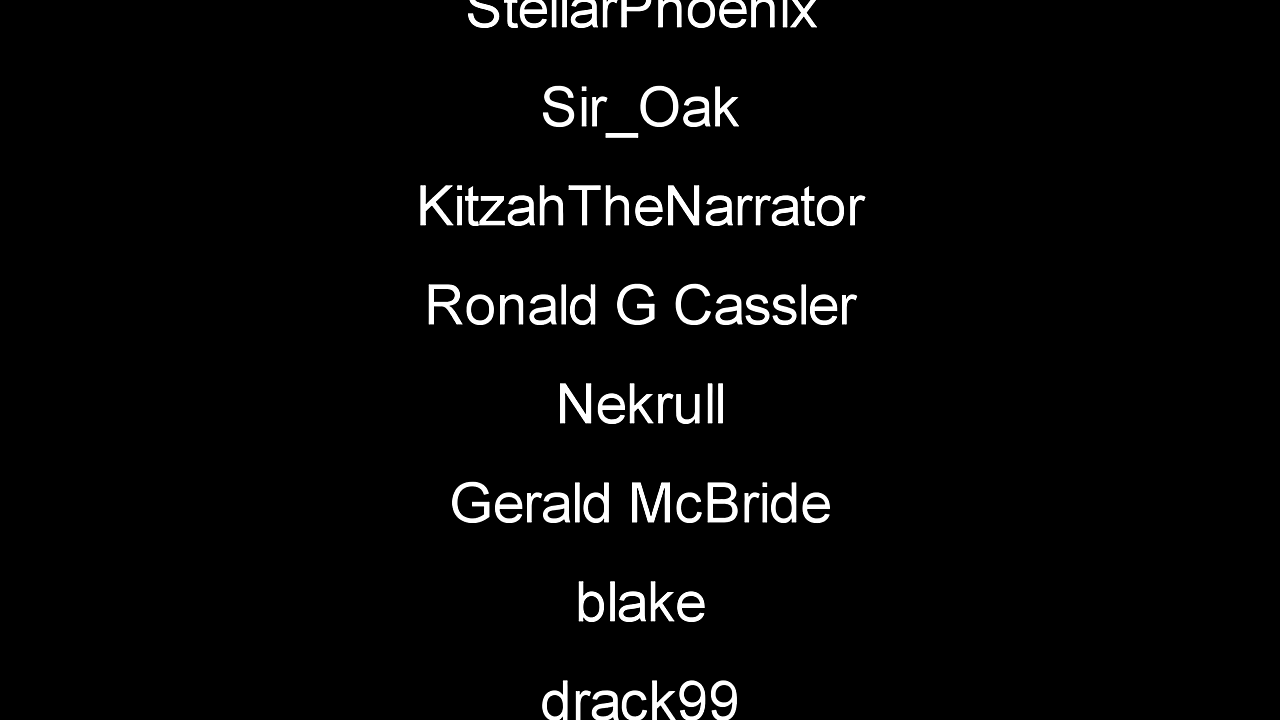 StellarPhoenix
Sir_Oak
KitzahTheNarrator
Ronald G Cassler
Nekrull
Gerald McBride
blake
drack99